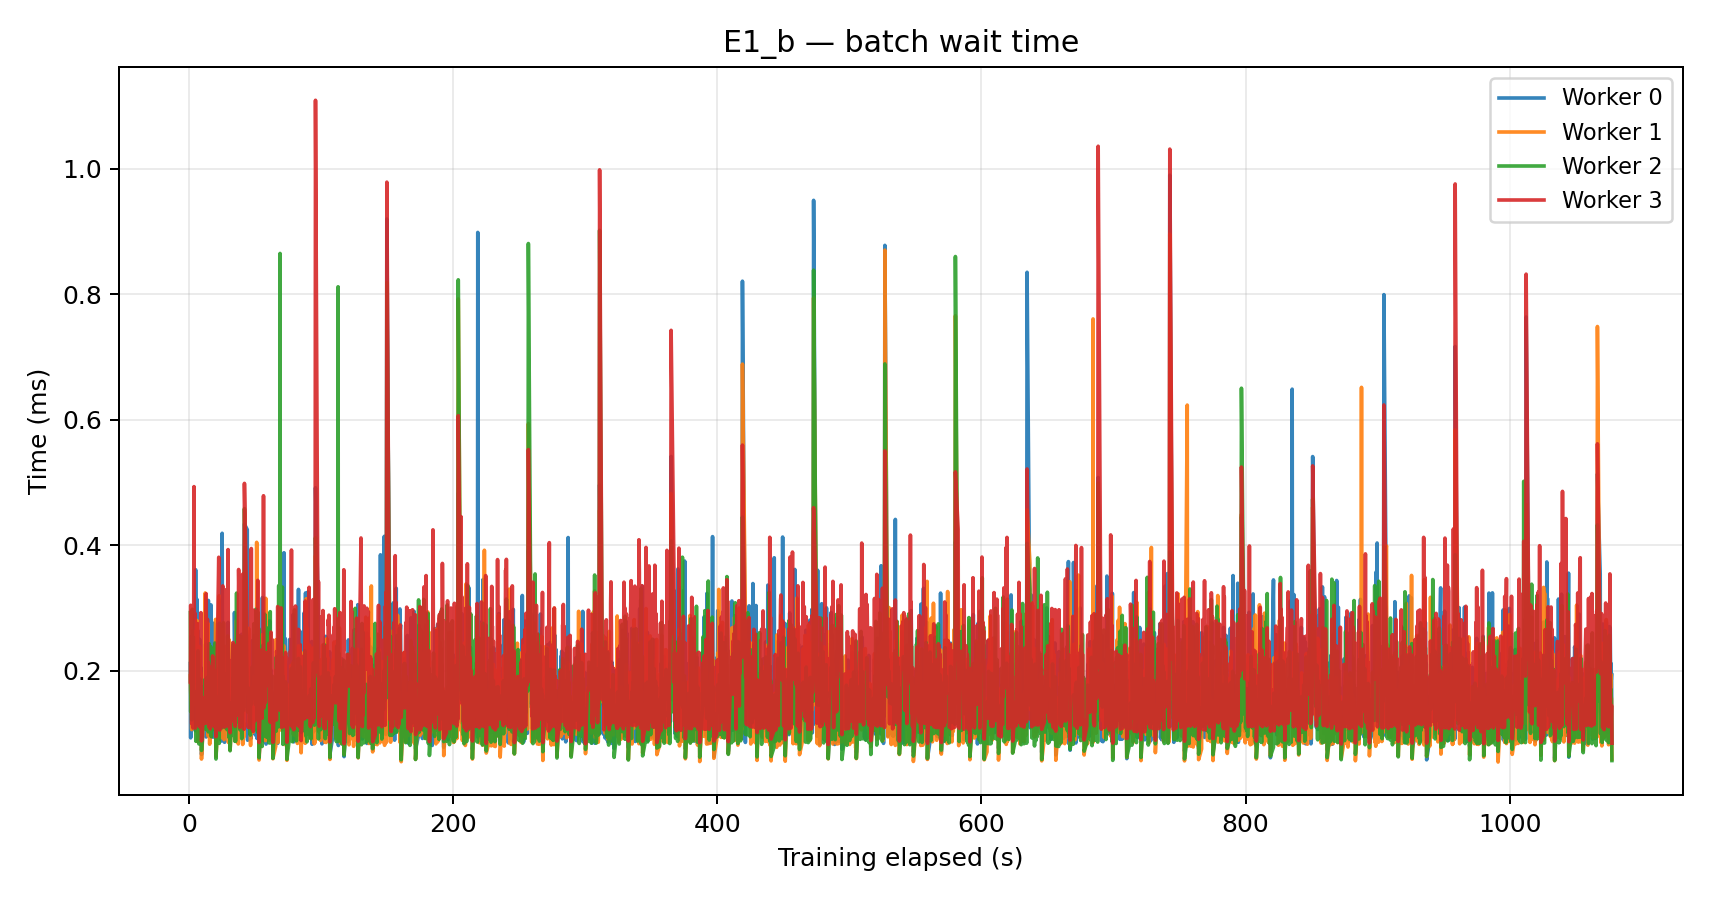 E1_b — batch wait time
Worker 0
Worker 1
Worker 2
Worker 3
Time (ms)
1.0
0.8
0.6
0.4
0.2
0 200 400 600 800 1000
Training elapsed (s)